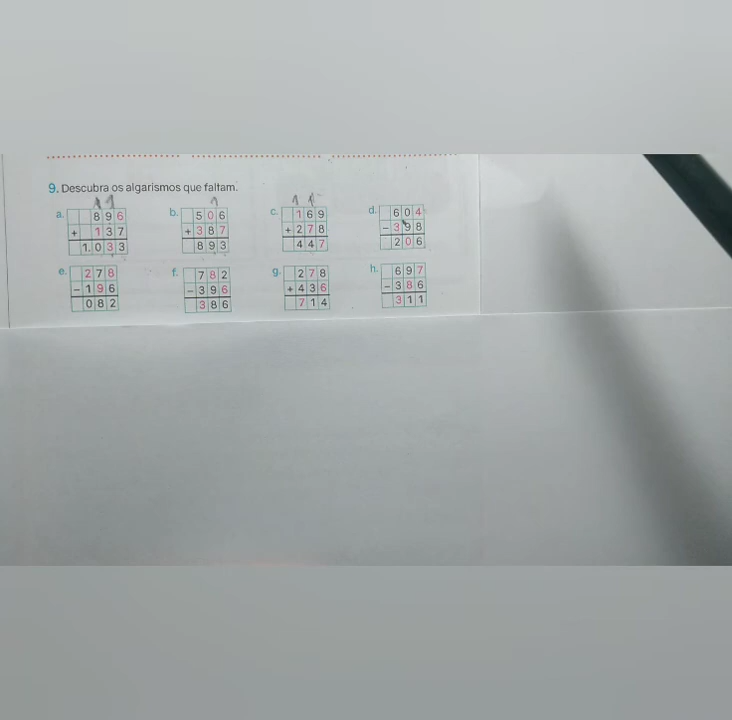 9. Descubra os algarismos que faltam.
1 1
a. 8 9 6
+ 1 3 7
1. 0 3 3
1
b. 5 0 6
+ 3 8 7
8 9 3
1 1
c. 1 6 9
+ 2 7 8
4 4 7
d. 6 0 4
- 3 9 8
2 0 6
e. 2 7 8
- 1 9 6
0 8 2
f. 7 8 2
- 3 9 6
3 8 6
g. 2 7 8
+ 4 3 6
7 1 4
h. 6 9 7
- 3 8 6
3 1 1